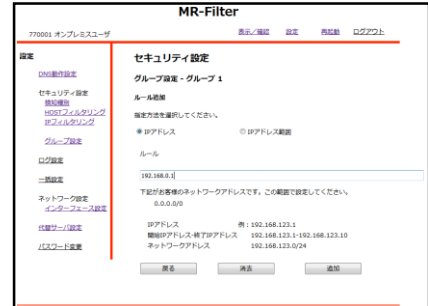 MR-Filter
770001 オンプレミスユーザ
表示/確認 設定 再起動 ログアウト
設定
DNS動作設定
セキュリティ設定
検知種別
HOSTフィルタリング
IPフィルタリング
グループ設定
ログ設定
一括設定
ネットワーク設定
インターフェース設定
代替サーバ設定
パスワード変更
セキュリティ設定
グループ設定 - グループ 1
ルール追加
指定方法を選択してください。
IPアドレス IPアドレス範囲
ルール
192.168.0.1
下記がお客様のネットワークアドレスです。この範囲で設定してください。
0.0.0.0/0
IPアドレス 例：192.168.123.1
開始IPアドレス-終了IPアドレス 192.168.123.1-192.168.123.10
ネットワークアドレス 192.168.123.0/24
戻る 消去 追加